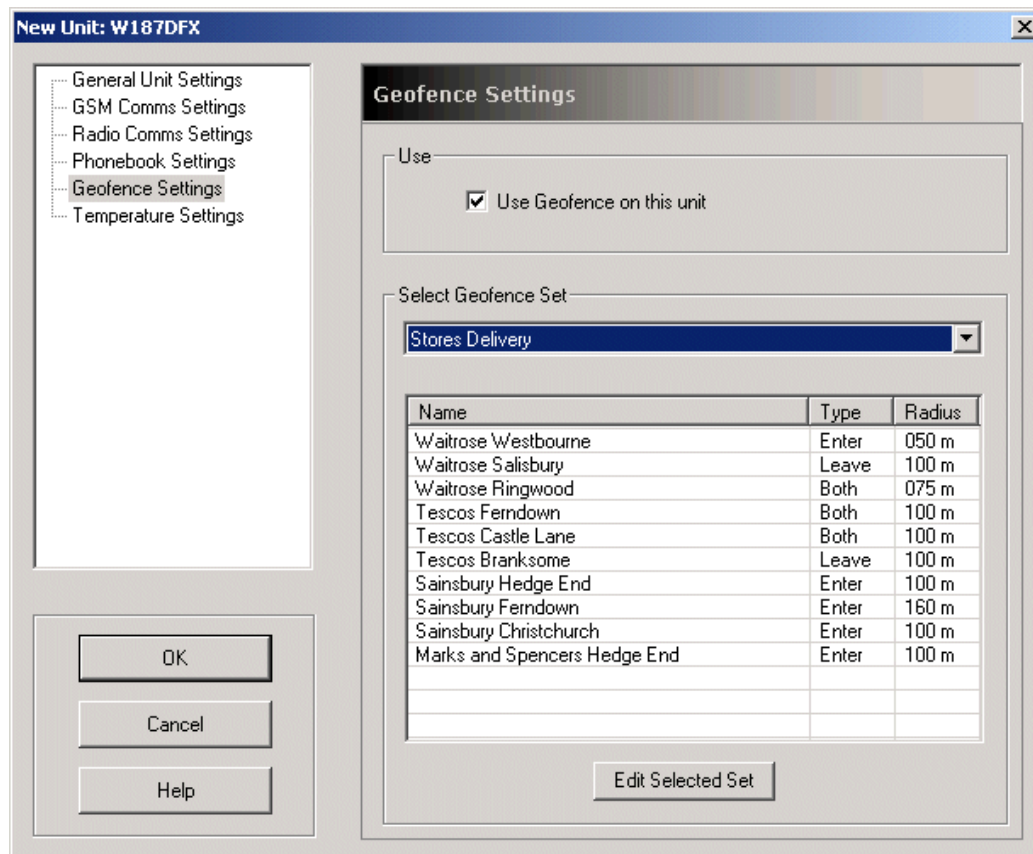 New Unit: W187DFX
General Unit Settings
GSM Comms Settings
Radio Comms Settings
Phonebook Settings
Geofence Settings
Temperature Settings
OK
Cancel
Help
Geofence Settings
Use
Use Geofence on this unit
Select Geofence Set
Stores Delivery
Name Type Radius
Waitrose Westbourne Enter 050 m
Waitrose Salisbury Leave 100 m
Waitrose Ringwood Both 075 m
Tescos Ferndown Both 100 m
Tescos Castle Lane Both 100 m
Tescos Branksome Leave 100 m
Sainsbury Hedge End Enter 100 m
Sainsbury Ferndown Enter 160 m
Sainsbury Christchurch Enter 100 m
Marks and Spencers Hedge End Enter 100 m
Edit Selected Set